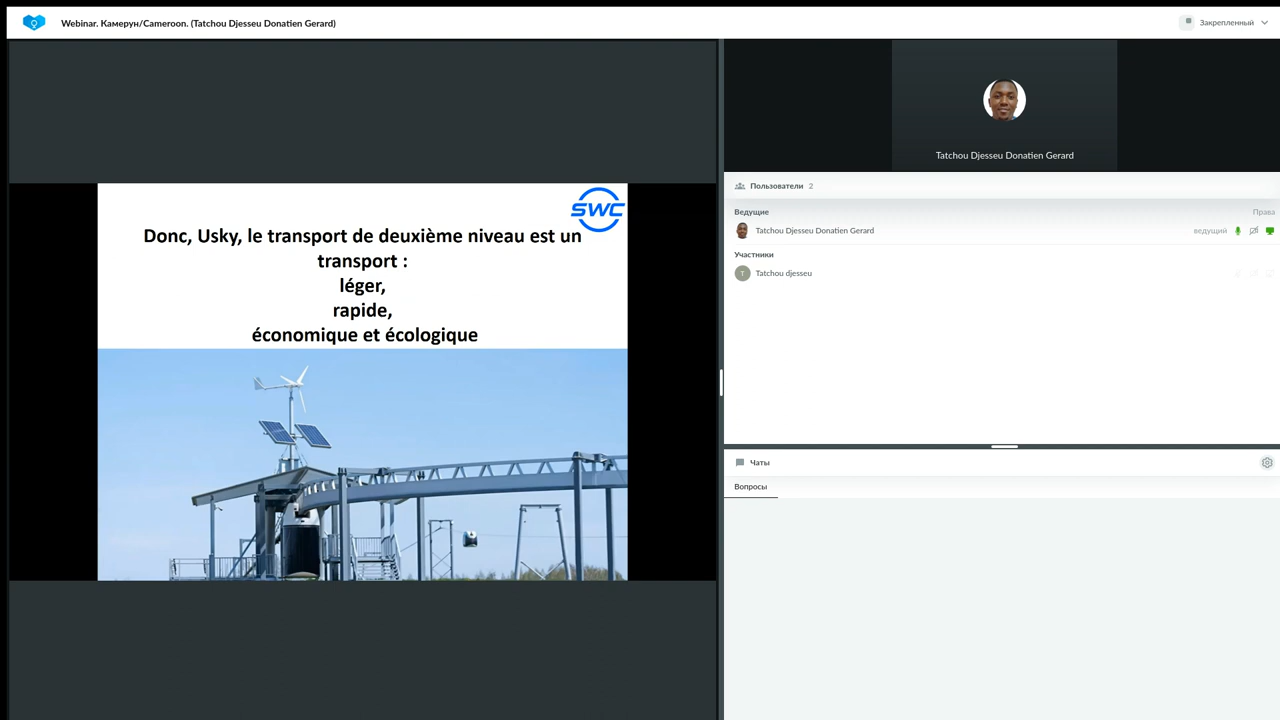 Webinar. Камерун/Cameroon. (Tatchou Djesseu Donatien Gerard)
Закрепленный
SWC
Donc, Usky, le transport de deuxième niveau est un
transport :
léger,
rapide,
économique et écologique
Tatchou Djesseu Donatien Gerard
Пользователи 2
Ведущие Права
Tatchou Djesseu Donatien Gerard ведущий
Участники
T Tatchou djesseu
Чаты
Вопросы